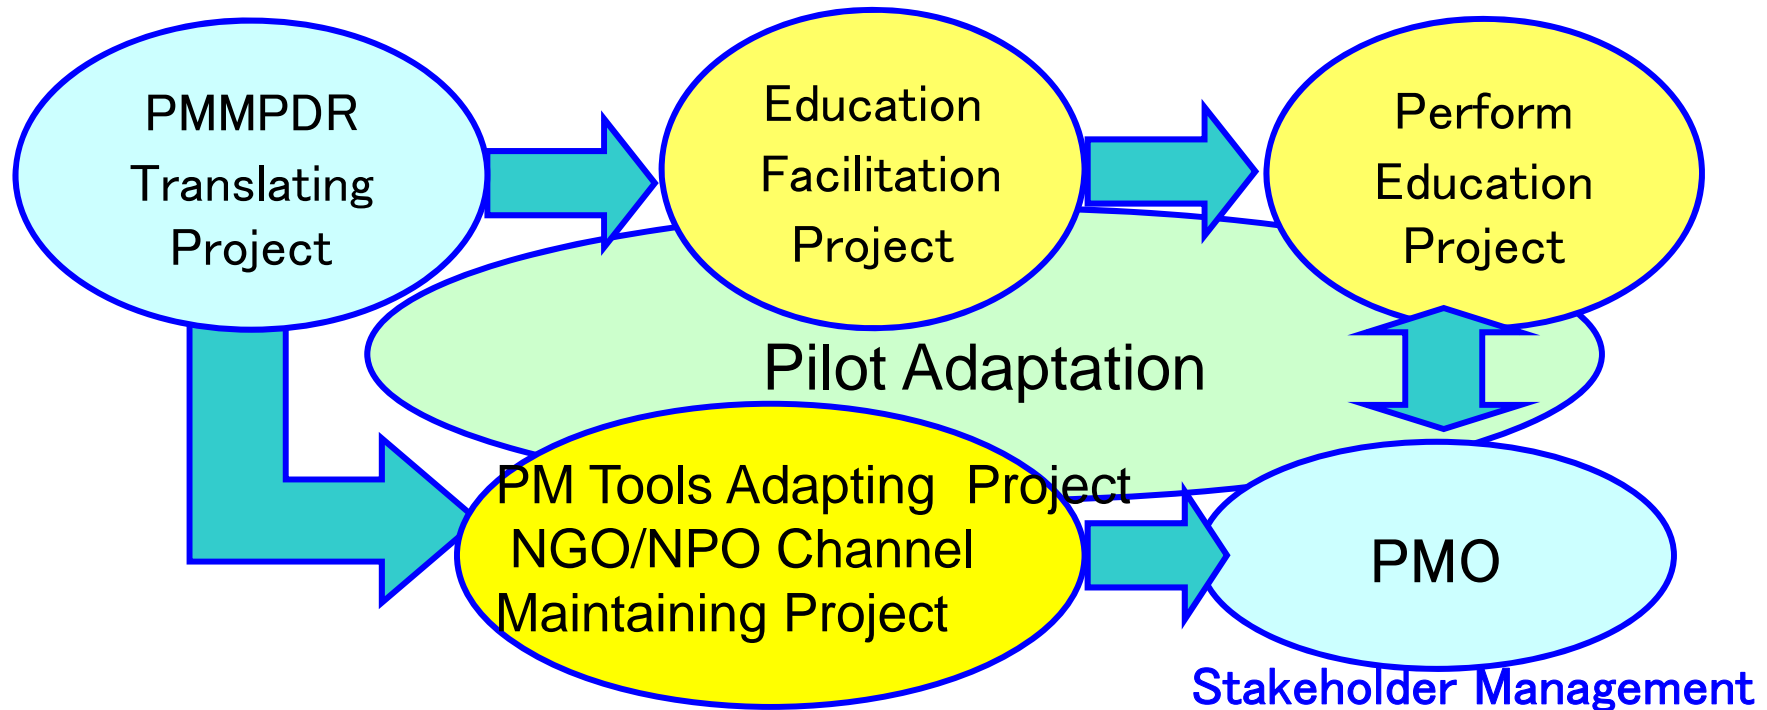 PMMPDR
Translating
Project
Education
Facilitation
Project
Perform
Education
Project
Pilot Adaptation
PM Tools Adapting  Project
NGO/NPO Channel
Maintaining Project
PMO
Stakeholder Management